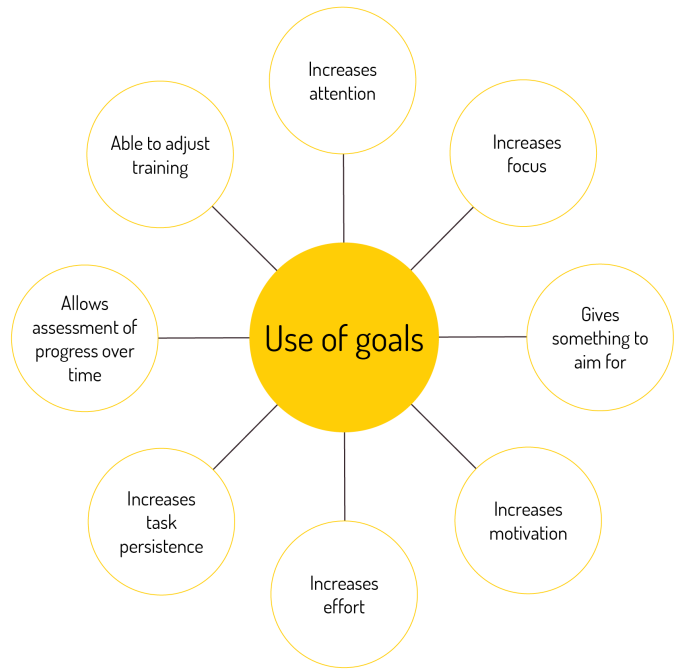 Increases
attention
Increases
focus
Gives
something to
aim for
Increases
motivation
Increases
effort
Increases
task
persistence
Allows
assessment of
progress over
time
Able to adjust
training
Use of goals